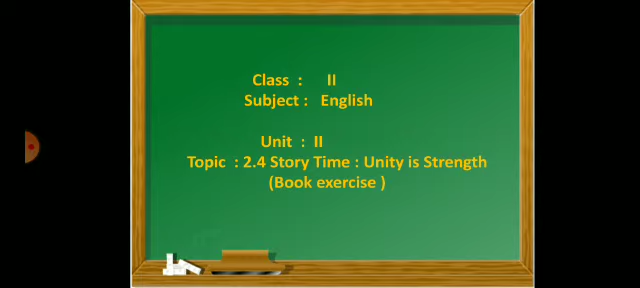 Class : II
Subject : English
Unit : II
Topic : 2.4 Story Time : Unity is Strength
(Book exercise )